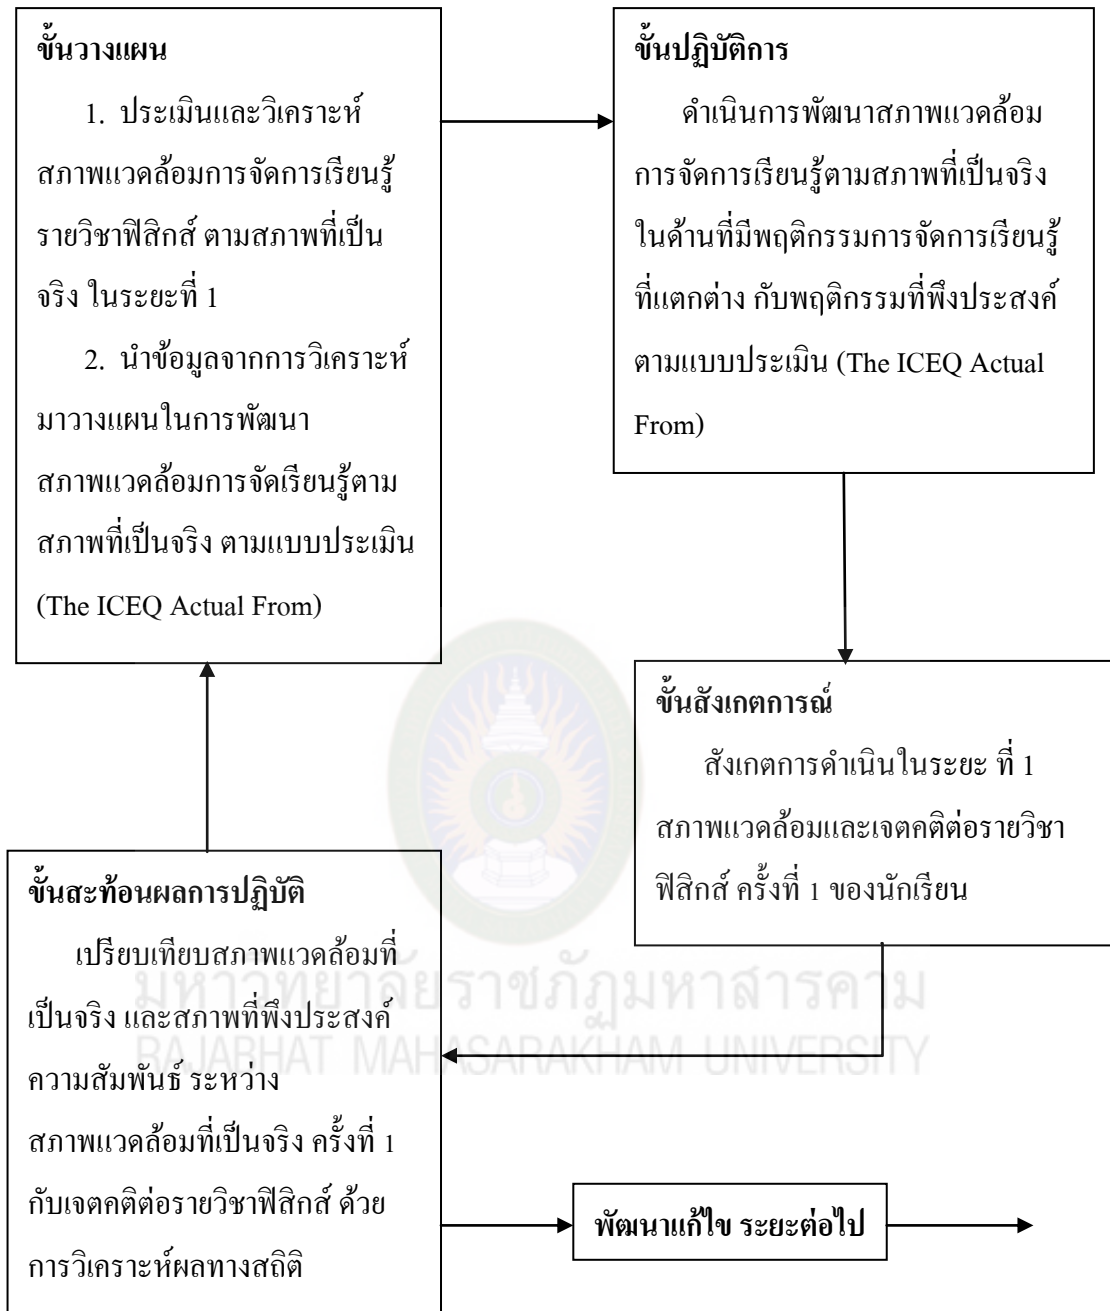 ขั้นวางแผน
1. ประเมินและวิเคราะห์
สภาพแวดล้อมการจัดการเรียนรู้
รายวิชาฟิสิกส์ ตามสภาพที่เป็น
จริง ในระยะที่ 1
2. นำข้อมูลจากการวิเคราะห์
มาวางแผนในการพัฒนา
สภาพแวดล้อมการจัดเรียนรู้ตาม
สภาพที่เป็นจริง ตามแบบประเมิน
(The ICEQ Actual From)
ขั้นปฏิบัติการ
ดำเนินการพัฒนาสภาพแวดล้อม
การจัดการเรียนรู้ตามสภาพที่เป็นจริง
ในด้านที่มีพฤติกรรมการจัดการเรียนรู้
ที่แตกต่าง กับพฤติกรรมที่พึงประสงค์
ตามแบบประเมิน (The ICEQ Actual
From)
ขั้นสังเกตการณ์
สังเกตการดำเนินในระยะ ที่ 1
สภาพแวดล้อมและเจตคติต่อรายวิชา
ฟิสิกส์ ครั้งที่ 1 ของนักเรียน
ขั้นสะท้อนผลการปฏิบัติ
เปรียบเทียบสภาพแวดล้อมที่
เป็นจริง และสภาพที่พึงประสงค์
ความสัมพันธ์ ระหว่าง
สภาพแวดล้อมที่เป็นจริง ครั้งที่ 1
กับเจตคติต่อรายวิชาฟิสิกส์ ด้วย
การวิเคราะห์ผลทางสถิติ
พัฒนาแก้ไข ระยะต่อไป
มหาวิทยาลัยราชภัฏมหาสารคาม
RAJABHAT MAHASARAKHAM UNIVERSITY